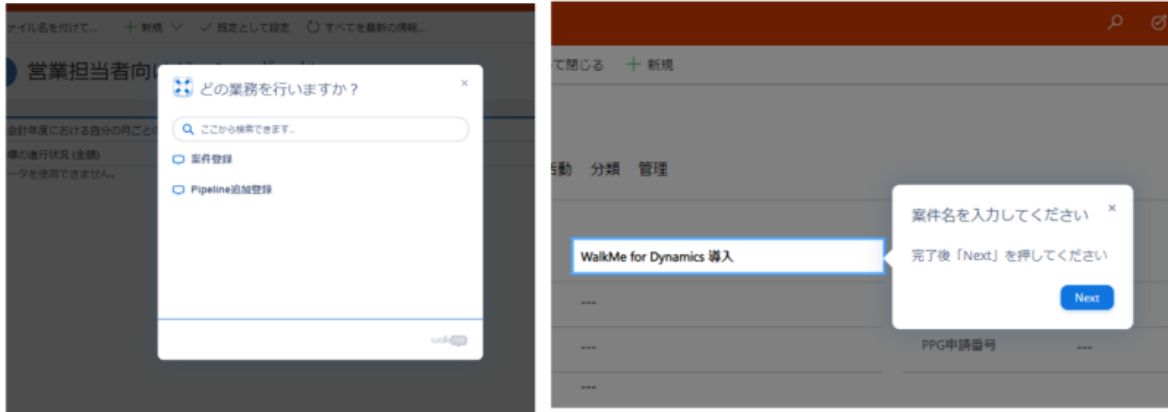 ァイル名を付けて...
新規
既定として設定
すべてを最新の情報...
営業担当者向
会計年度における自分の月ごとの
標の進行状況 (金額)
ータを使用できません。
どの業務を行いますか？
×
ここから検索できます...
案件登録
Pipeline追加登録
walkme
て閉じる
新規
活動 分類 管理
WalkMe for Dynamics 導入
---
---
---
案件名を入力してください
×
完了後「Next」を押してください
Next
PPG申請番号 ---